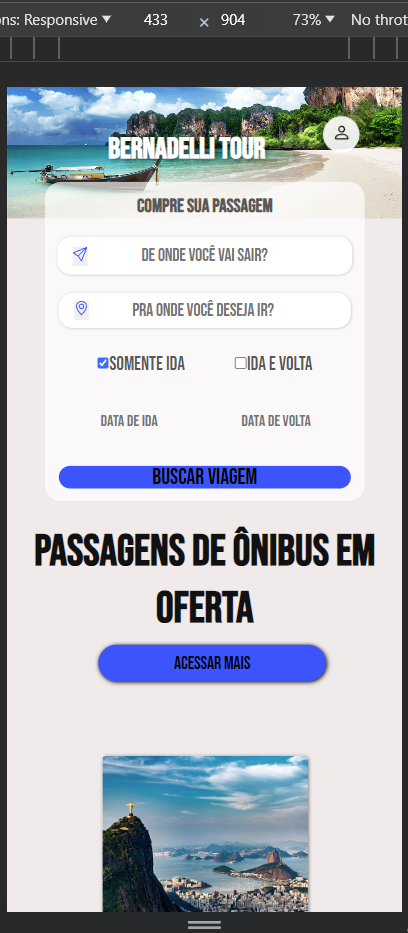 ns: Responsive 433 × 904 73% No throt
BERNADELLI TOUR
COMPRE SUA PASSAGEM
DE ONDE VOCÊ VAI SAIR?
PRA ONDE VOCÊ DESEJA IR?
SOMENTE IDA IDA E VOLTA
DATA DE IDA DATA DE VOLTA
BUSCAR VIAGEM
PASSAGENS DE ÔNIBUS EM
OFERTA
ACESSAR MAIS